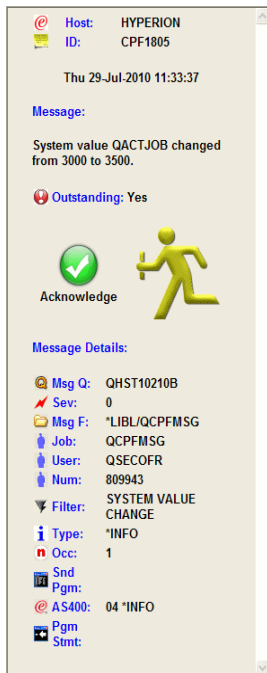 Host: HYPERION
ID: CPF1805
Thu 29-Jul-2010 11:33:37
Message:
System value QACTJOB changed
from 3000 to 3500.
Outstanding: Yes
Acknowledge
Message Details:
Msg Q: QHST10210B
Sev: 0
Msg F: *LIBL/QCPFMSG
Job: QCPFMSG
User: QSECOFR
Num: 809943
Filter: SYSTEM VALUE
CHANGE
Type: *INFO
Occ: 1
Snd
Pgm:
AS400: 04 *INFO
Pgm
Stmt: